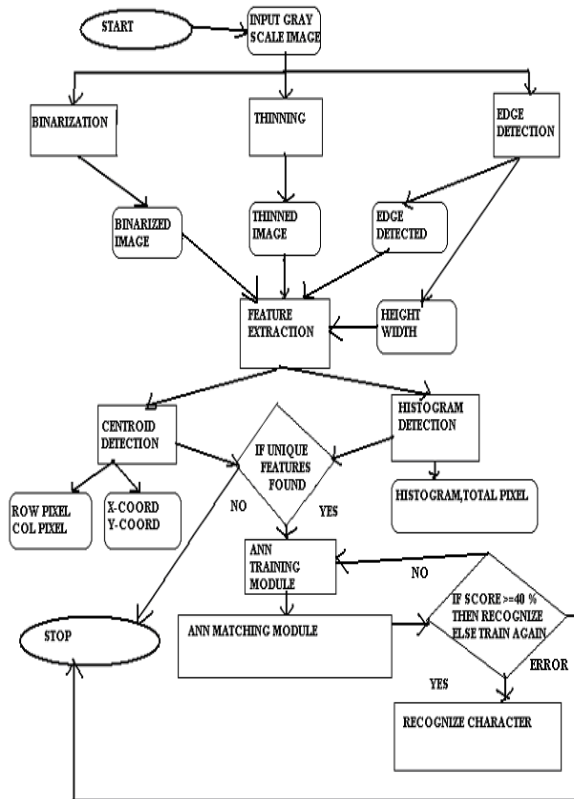 START
INPUT GRAY
SCALE IMAGE
BINARIZATION
THINNING
EDGE
DETECTION
BINARIZED
IMAGE
THINNED
IMAGE
EDGE
DETECTED
FEATURE
EXTRACTION
HEIGHT
WIDTH
CENTROID
DETECTION
IF UNIQUE
FEATURES
FOUND
HISTOGRAM
DETECTION
ROW PIXEL
COL PIXEL
X-COORD
Y-COORD
HISTOGRAM,TOTAL PIXEL
NO
YES
ANN
TRAINING
MODULE
NO
IF SCORE >=40 %
THEN RECOGNIZE
ELSE TRAIN AGAIN
STOP
ANN MATCHING MODULE
ERROR
YES
RECOGNIZE CHARACTER